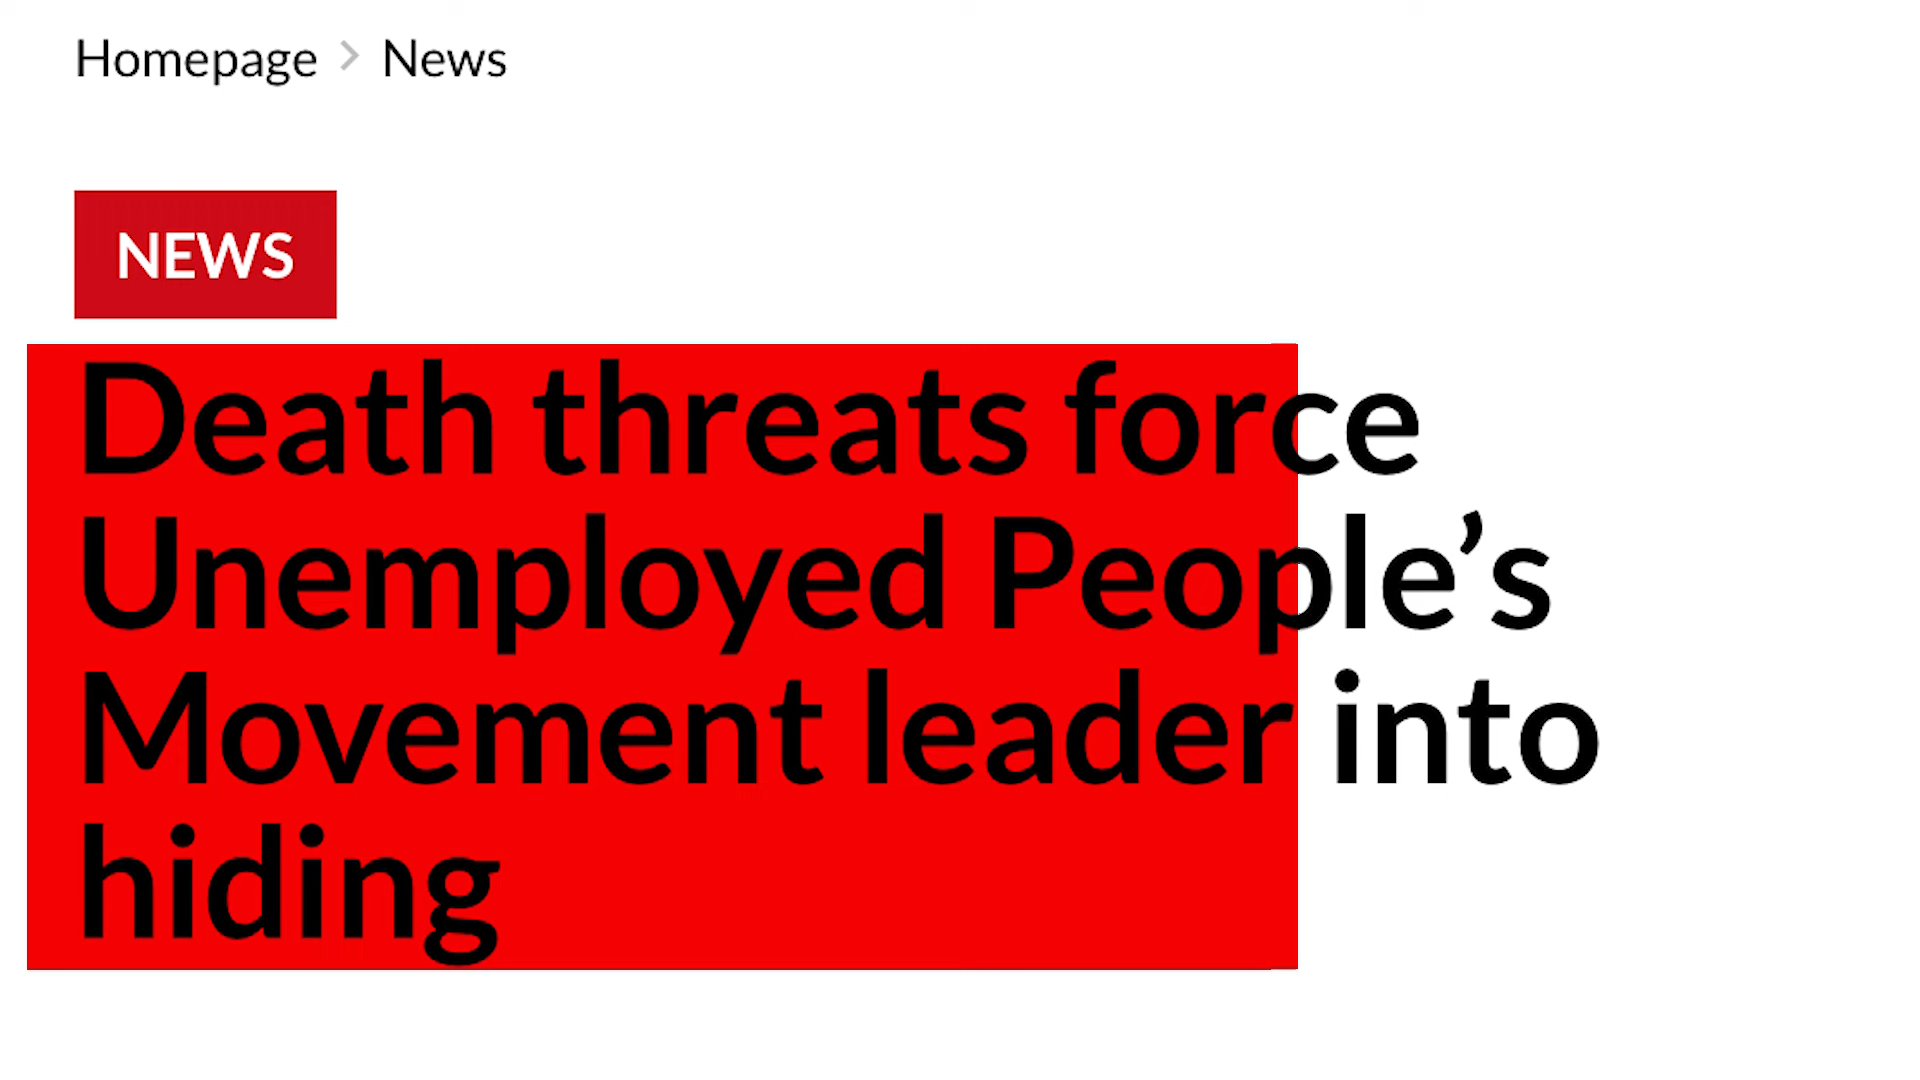 Homepage > News
NEWS
Death threats force
Unemployed People’s
Movement leader into
hiding